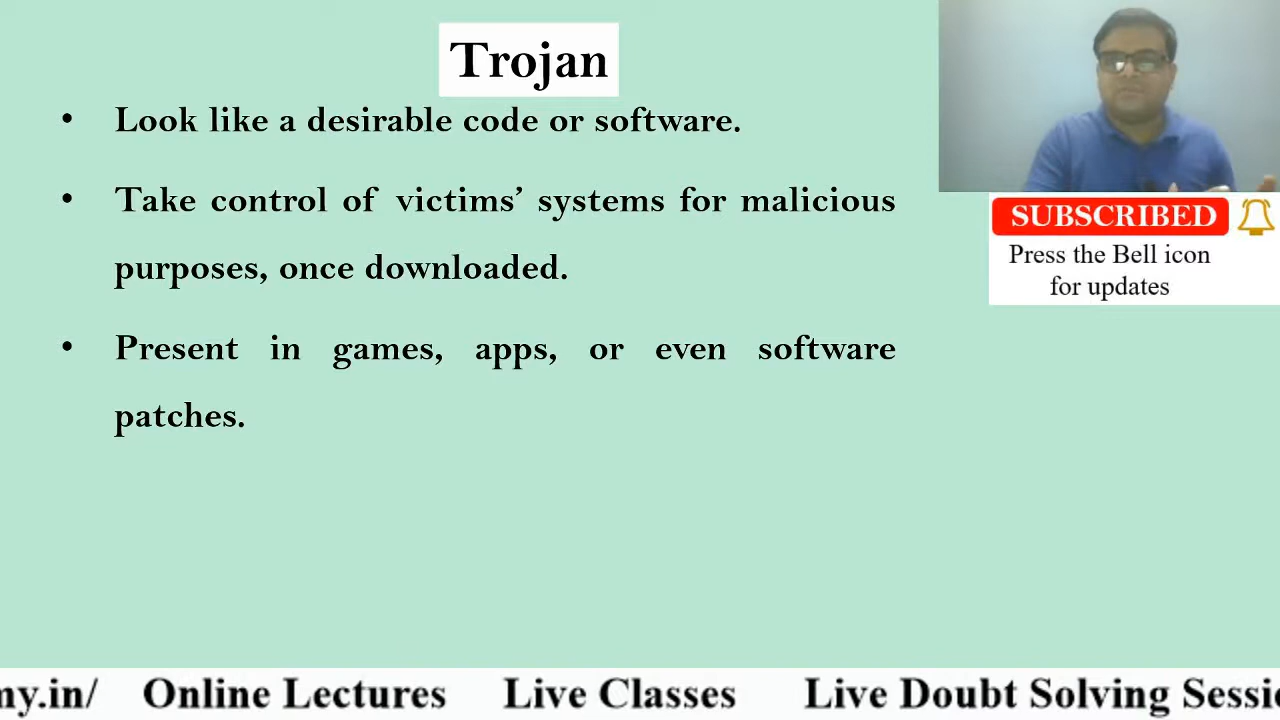 Trojan
• Look like a desirable code or software.
• Take control of victims’ systems for malicious
purposes, once downloaded.
• Present in games, apps, or even software
patches.
SUBSCRIBED
Press the Bell icon
for updates
my.in/ Online Lectures Live Classes Live Doubt Solving